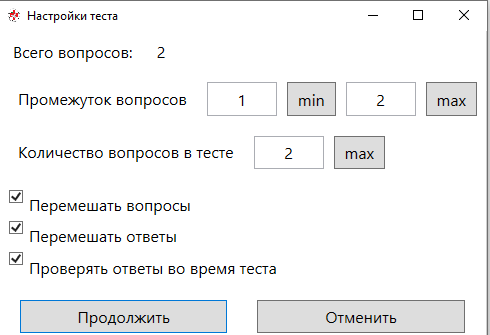 Настройки теста
Всего вопросов: 2
Промежуток вопросов 1 min 2 max
Количество вопросов в тесте 2 max
Перемешать вопросы
Перемешать ответы
Проверять ответы во время теста
Продолжить Отменить